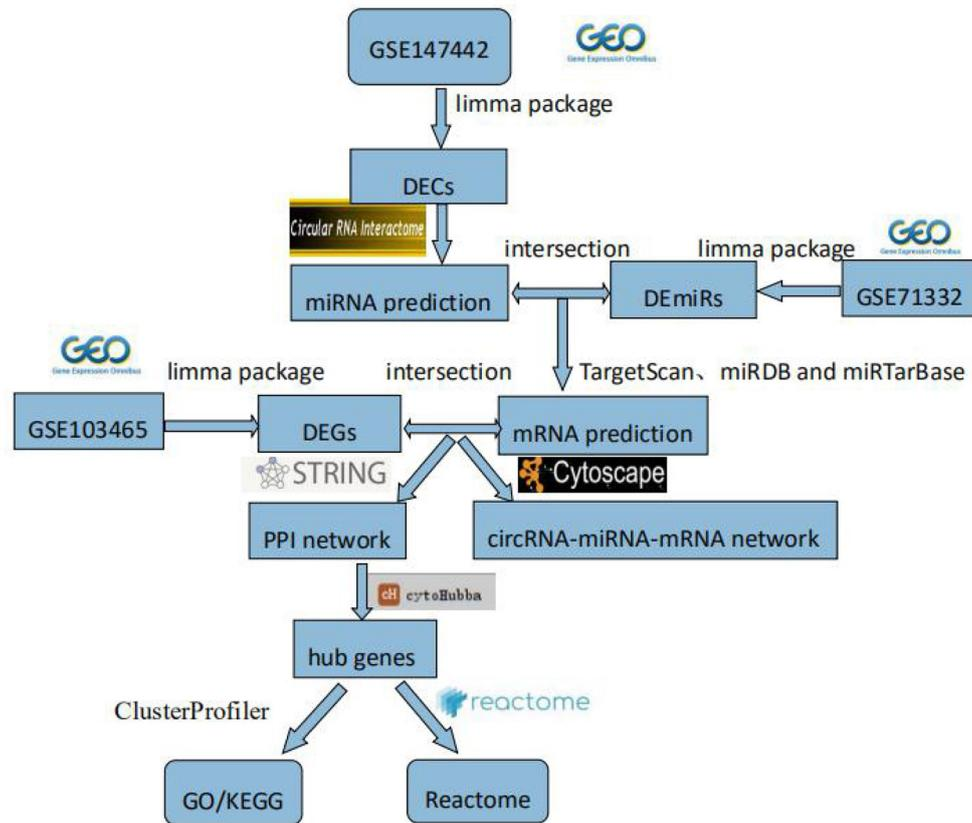 GSE147442
GEO
Gene Expression Omnibus
limma package
DECs
Circular RNA Interactome
miRNA prediction
intersection
DEmiRs
limma package
GEO
Gene Expression Omnibus
GSE71332
TargetScan、miRDB and miRTarBase
GEO
Gene Expression Omnibus
GSE103465
limma package
DEGs
intersection
mRNA prediction
STRING
Cytoscape
PPI network
circRNA-miRNA-mRNA network
cH cytoHubba
hub genes
ClusterProfiler
reactome
GO/KEGG
Reactome